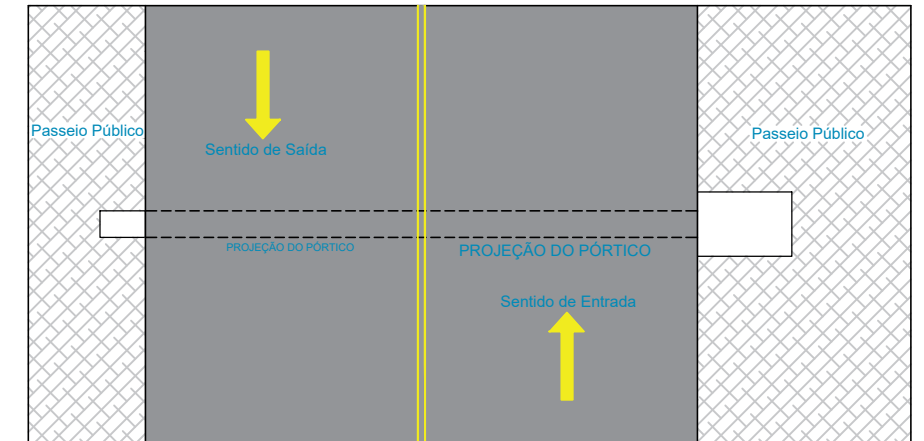 Passeio Público
Passeio Público
Sentido de Saída
PROJEÇÃO DO PÓRTICO
PROJEÇÃO DO PÓRTICO
Sentido de Entrada